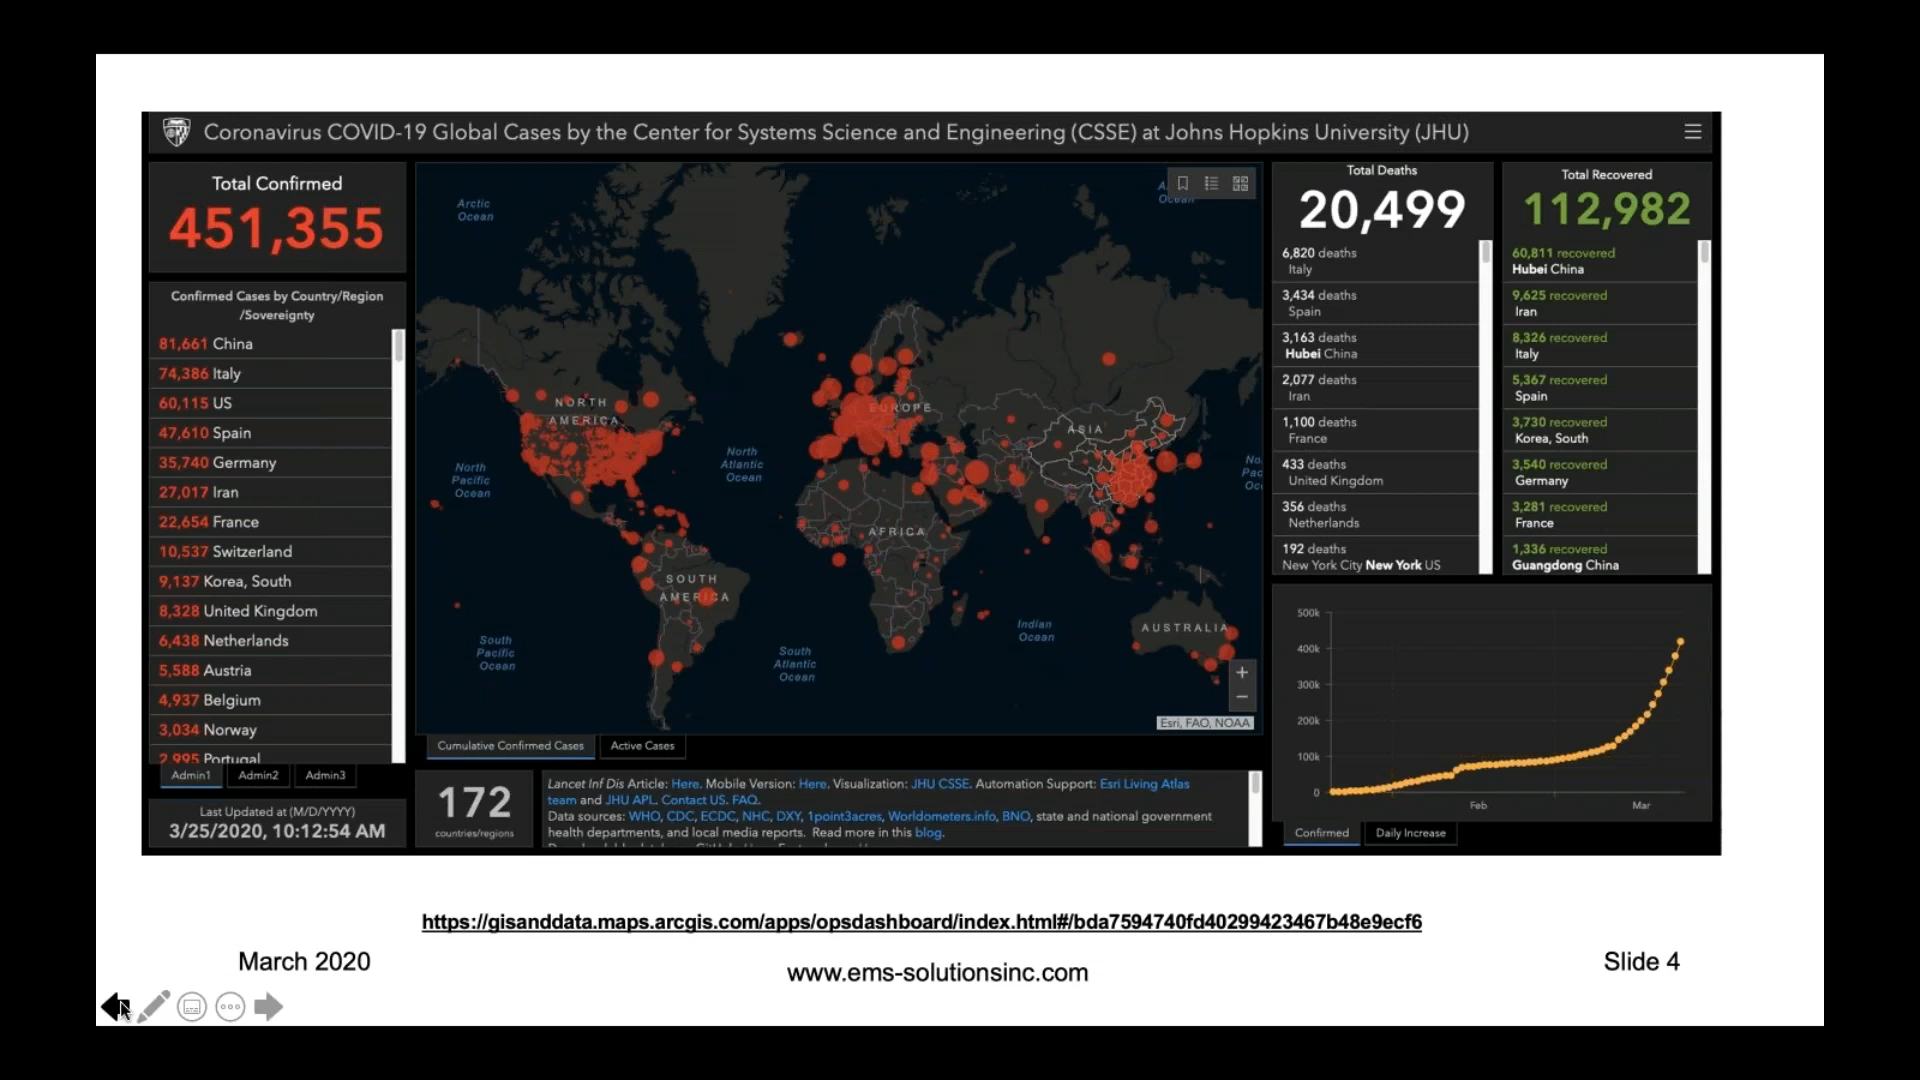 Coronavirus COVID-19 Global Cases by the Center for Systems Science and Engineering (CSSE) at Johns Hopkins University (JHU)
Total Confirmed
451,355
Confirmed Cases by Country/Region
/Sovereignty
81,661 China
74,386 Italy
60,115 US
47,610 Spain
35,740 Germany
27,017 Iran
22,654 France
10,537 Switzerland
9,137 Korea, South
8,328 United Kingdom
6,438 Netherlands
5,588 Austria
4,937 Belgium
3,034 Norway
2,995 Portugal
Admin1 Admin2 Admin3
Last Updated at (M/D/YYYY)
3/25/2020, 10:12:54 AM
Arctic
Ocean
NORTH
AMERICA
EUROPE
ASIA
North
Pacific
Ocean
North
Atlantic
Ocean
AFRICA
SOUTH
AMERICA
South
Pacific
Ocean
South
Atlantic
Ocean
Indian
Ocean
AUSTRALIA
Esri, FAO, NOAA
Cumulative Confirmed Cases Active Cases
172
countries/regions
Lancet Inf Dis Article: Here. Mobile Version: Here. Visualization: JHU CSSE. Automation Support: Esri Living Atlas
team and JHU APL. Contact US. FAQ.
Data sources: WHO, CDC, ECDC, NHC, DXY, 1point3acres, Worldometers.info, BNO, state and national government
health departments, and local media reports. Read more in this blog.
Total Deaths
20,499
6,820 deaths
Italy
3,434 deaths
Spain
3,163 deaths
Hubei China
2,077 deaths
Iran
1,100 deaths
France
433 deaths
United Kingdom
356 deaths
Netherlands
192 deaths
New York City New York US
Total Recovered
112,982
60,811 recovered
Hubei China
9,625 recovered
Iran
8,326 recovered
Italy
5,367 recovered
Spain
3,730 recovered
Korea, South
3,540 recovered
Germany
3,281 recovered
France
1,336 recovered
Guangdong China
500k
400k
300k
200k
100k
0
Feb Mar
Confirmed Daily Increase
https://gisanddata.maps.arcgis.com/apps/opsdashboard/index.html#/bda7594740fd40299423467b48e9ecf6
March 2020
www.ems-solutionsinc.com
Slide 4